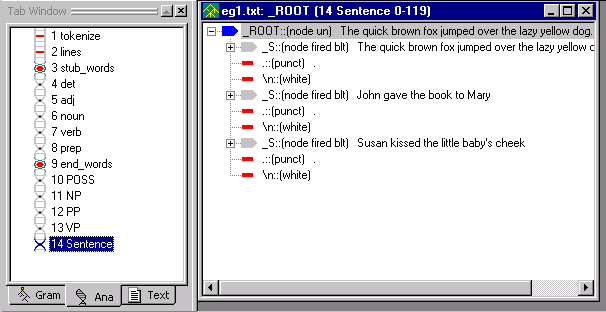 Tab Window
1 tokenize
2 lines
3 stub_words
4 det
5 adj
6 noun
7 verb
8 prep
9 end_words
10 POSS
11 NP
12 PP
13 VP
14 Sentence
Gram
Ana
Text
eg1.txt: _ROOT (14 Sentence 0-119)
_ROOT::(node un) The quick brown fox jumped over the lazy yellow dog.
_S::(node fired blt) The quick brown fox jumped over the lazy yellow
.::(punct) .
\n::(white)
_S::(node fired blt) John gave the book to Mary
.::(punct) .
\n::(white)
_S::(node fired blt) Susan kissed the little baby's cheek
.::(punct) .
\n::(white)